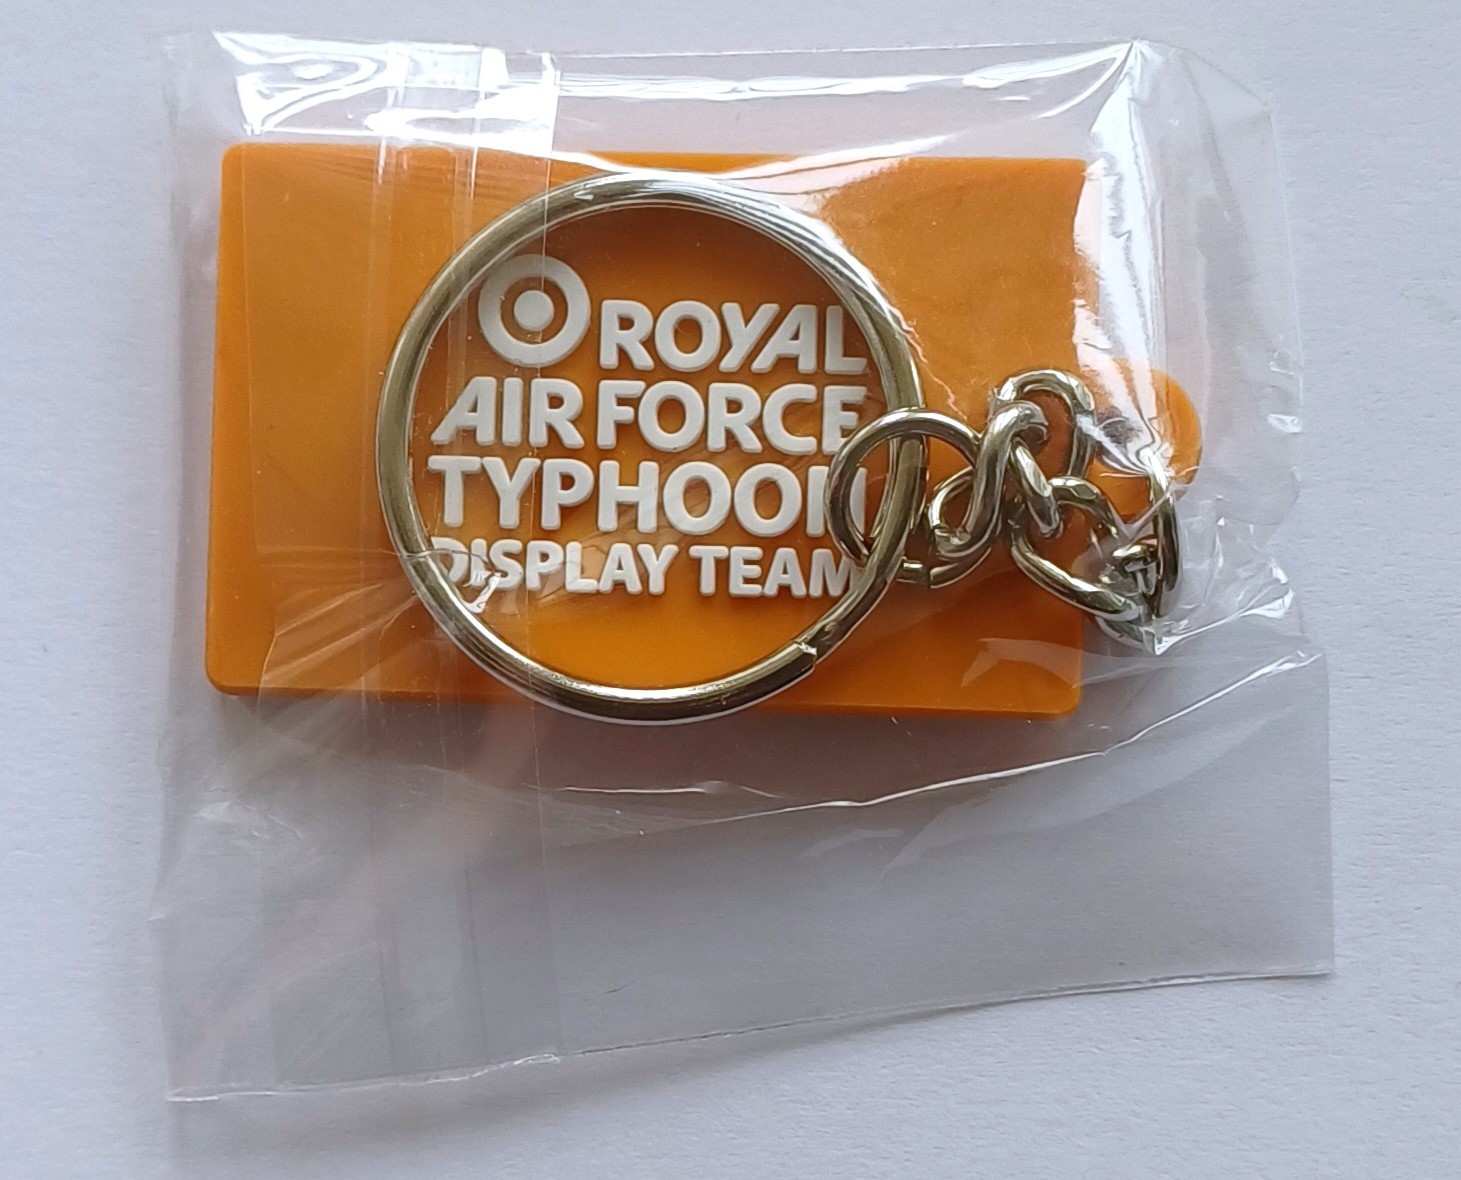 ROYAL
AIR FORCE
TYPHOON
DISPLAY TEAM